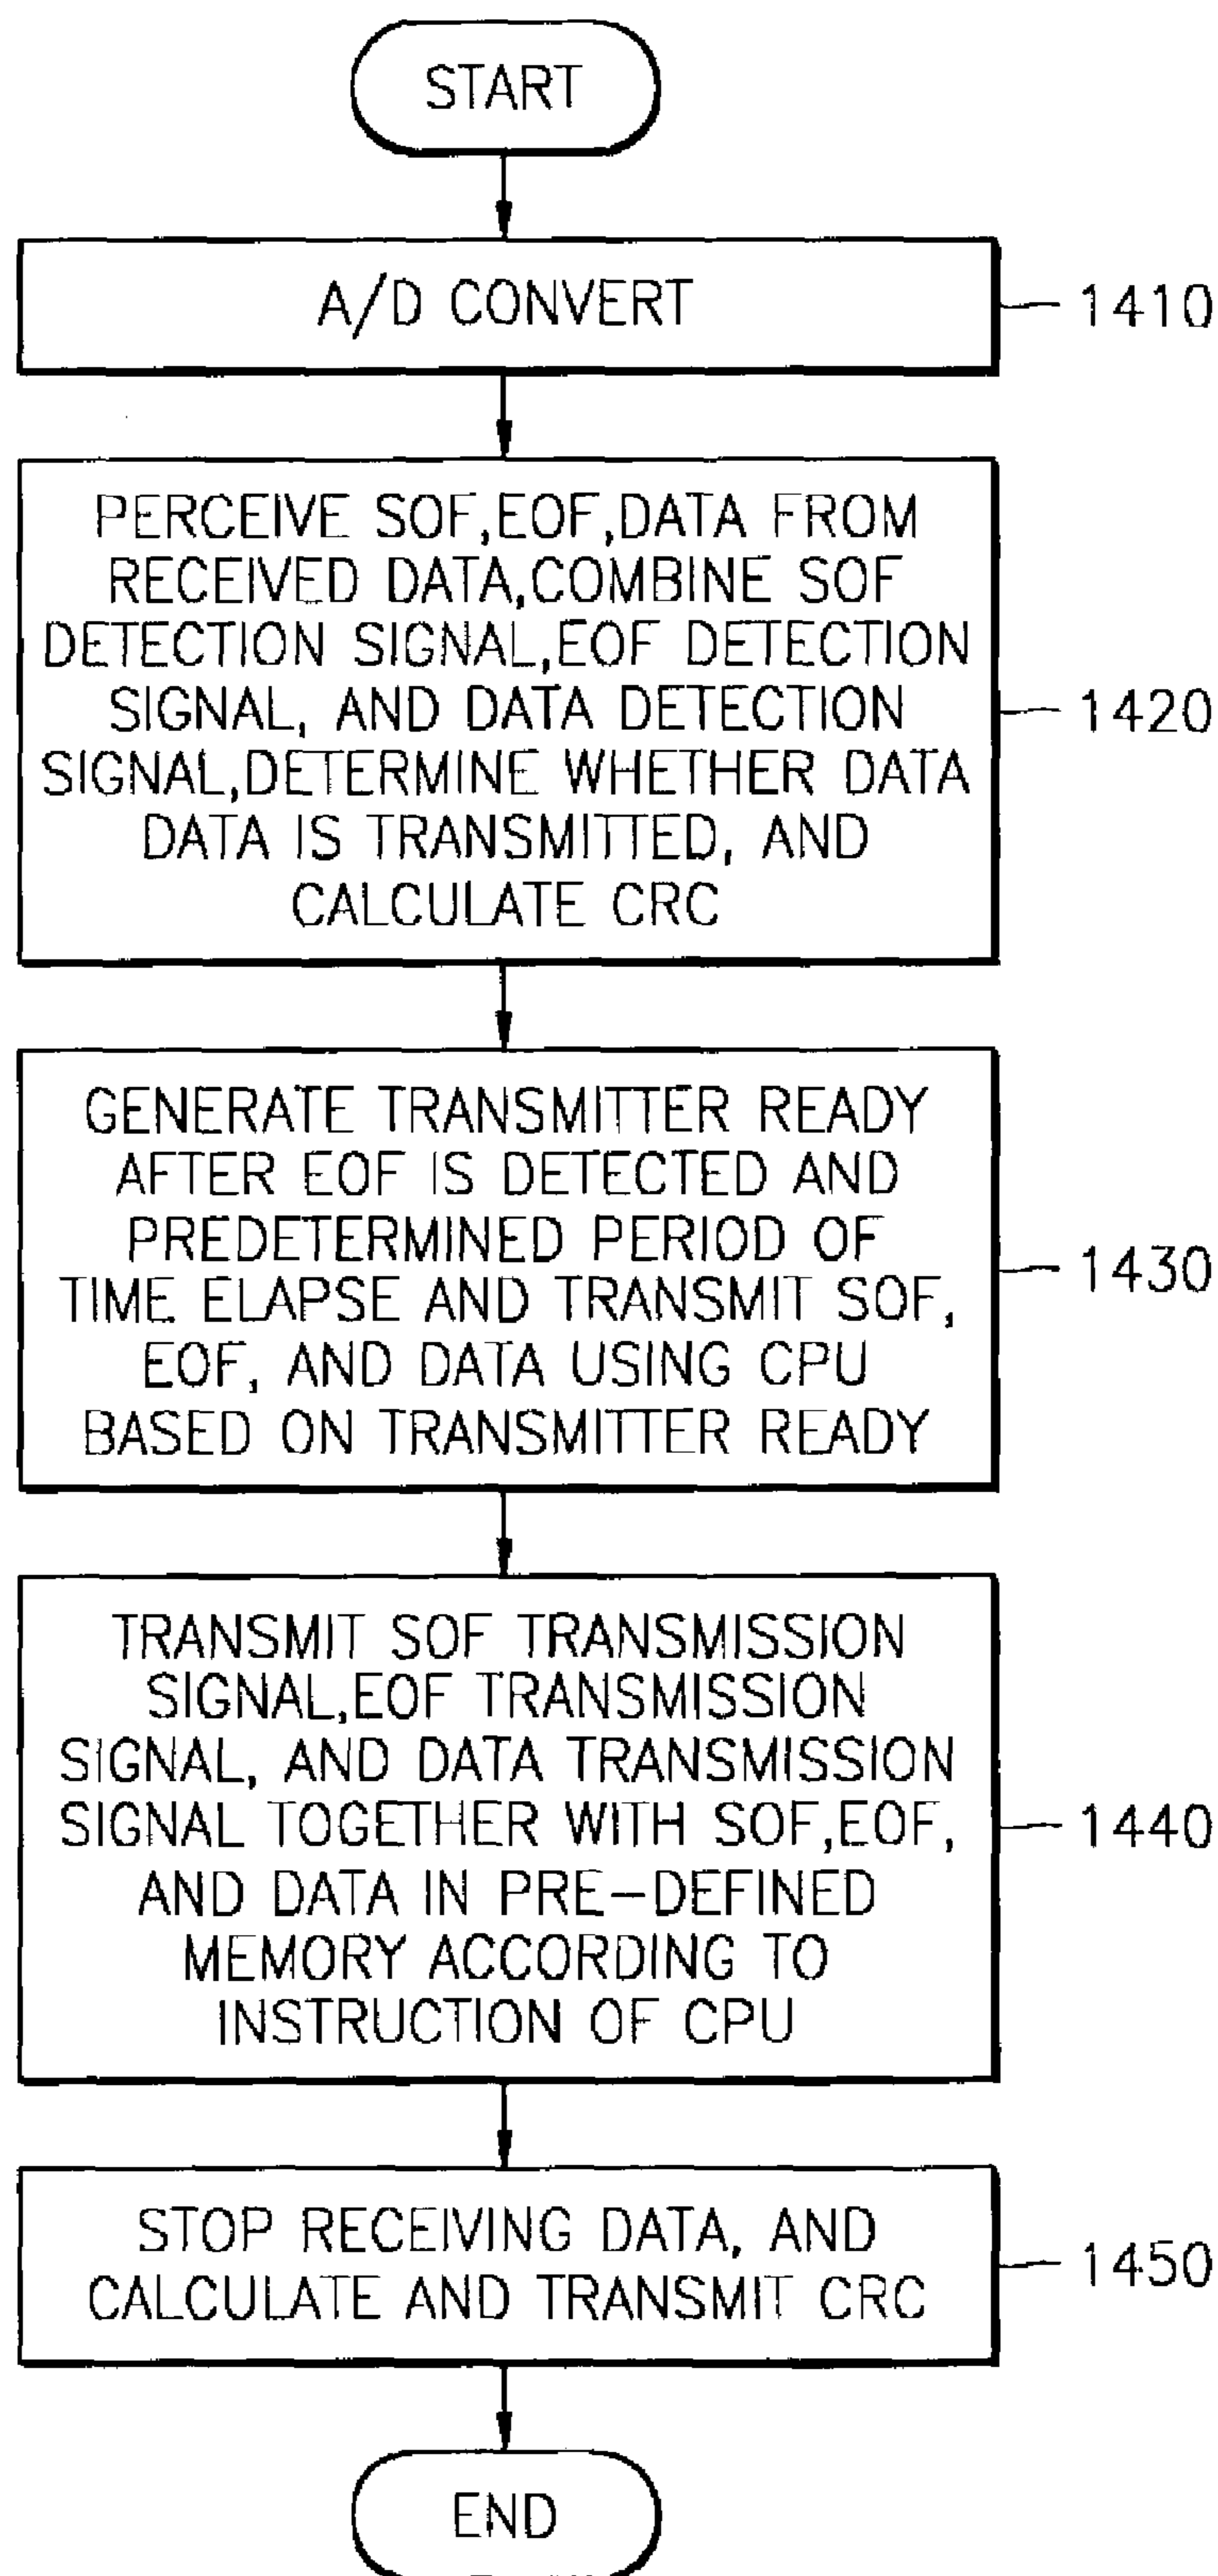 START
A/D CONVERT
1410
PERCEIVE SOF,EOF,DATA FROM
RECEIVED DATA,COMBINE SOF
DETECTION SIGNAL,EOF DETECTION
SIGNAL, AND DATA DETECTION
SIGNAL,DETERMINE WHETHER DATA
DATA IS TRANSMITTED, AND
CALCULATE CRC
1420
GENERATE TRANSMITTER READY
AFTER EOF IS DETECTED AND
PREDETERMINED PERIOD OF
TIME ELAPSE AND TRANSMIT SOF,
EOF, AND DATA USING CPU
BASED ON TRANSMITTER READY
1430
TRANSMIT SOF TRANSMISSION
SIGNAL,EOF TRANSMISSION
SIGNAL, AND DATA TRANSMISSION
SIGNAL TOGETHER WITH SOF,EOF,
AND DATA IN PRE-DEFINED
MEMORY ACCORDING TO
INSTRUCTION OF CPU
1440
STOP RECEIVING DATA, AND
CALCULATE AND TRANSMIT CRC
1450
END